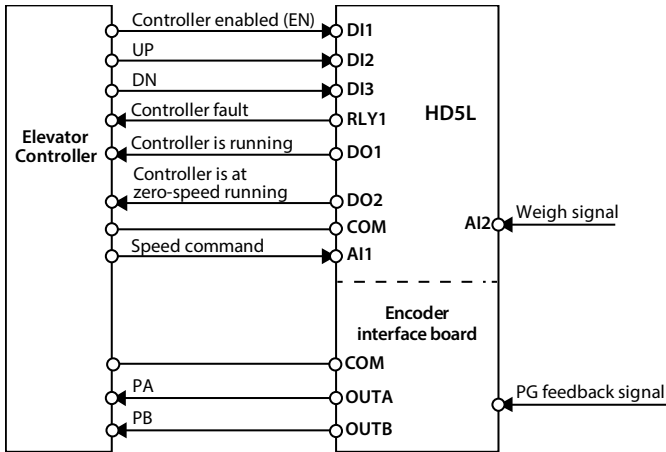 Controller enabled (EN)
DI1
UP
DI2
DN
DI3
Controller fault
RLY1
HD5L
Elevator
Controller
Controller is running
DO1
Controller is at
zero-speed running
DO2
COM
AI2
Weigh signal
Speed command
AI1
Encoder
interface board
COM
PA
OUTA
PG feedback signal
PB
OUTB